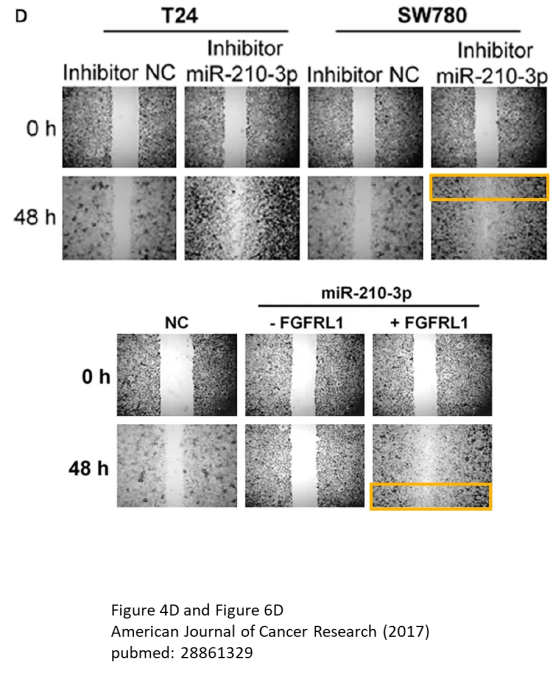 D
T24 SW780
Inhibitor NC Inhibitor miR-210-3p Inhibitor NC Inhibitor miR-210-3p
0 h
48 h
miR-210-3p
NC - FGFRL1 + FGFRL1
0 h
48 h
Figure 4D and Figure 6D
American Journal of Cancer Research (2017)
pubmed: 28861329